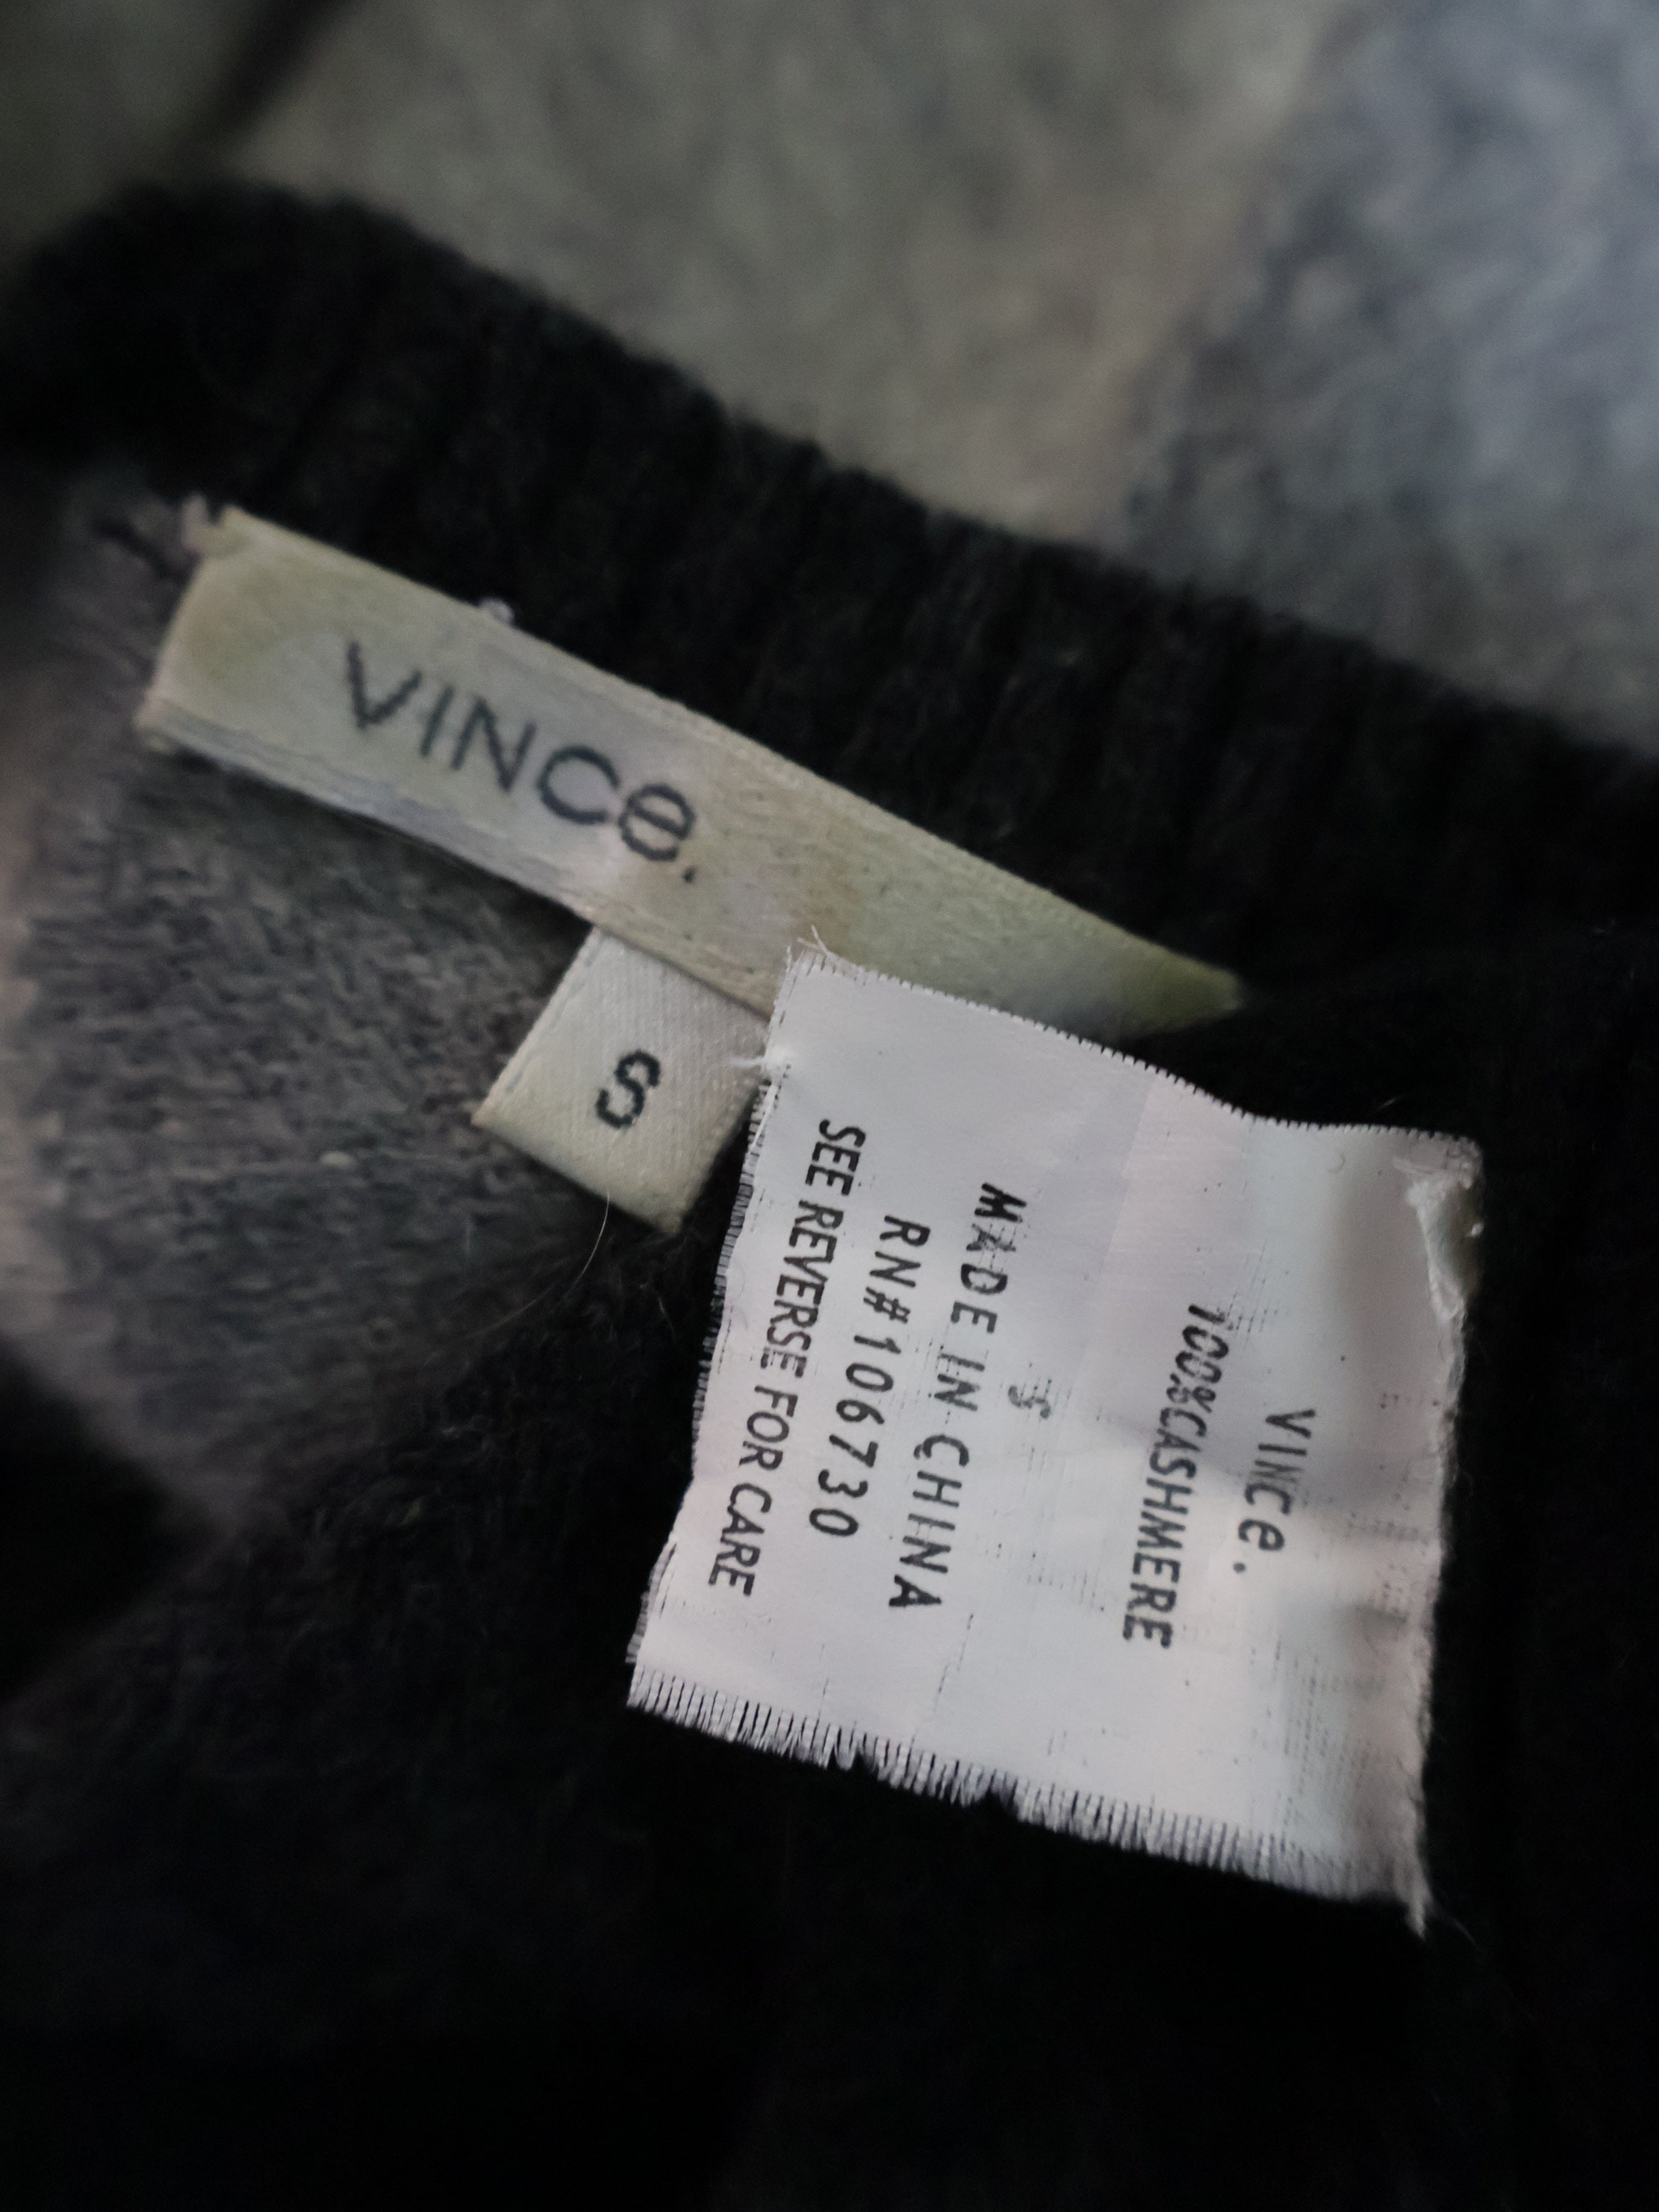 VINCe.
S
VINCe.
100%CASHMERE
S
MADE IN CHINA
RN#106730
SEE REVERSE FOR CARE